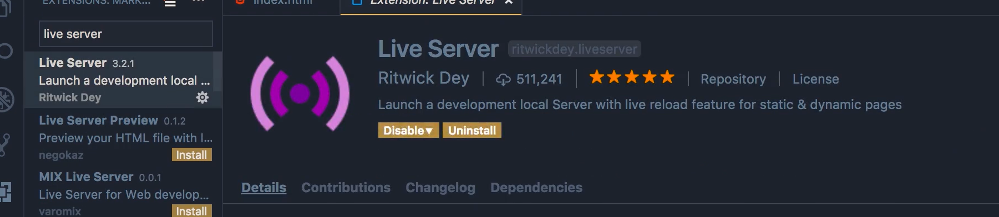 EXTENSIONS: MARK...
live server
Live Server 3.2.1
Launch a development local ...
Ritwick Dey
Live Server Preview 0.1.2
Preview your HTML file with l...
negokaz Install
MIX Live Server 0.0.1
Live Server for Web develop...
varomix Install
index.html
Extension: Live Server
Live Server ritwickdey.liveserver
Ritwick Dey 511,241 Repository License
Launch a development local Server with live reload feature for static & dynamic pages
Disable▾ Uninstall
Details Contributions Changelog Dependencies